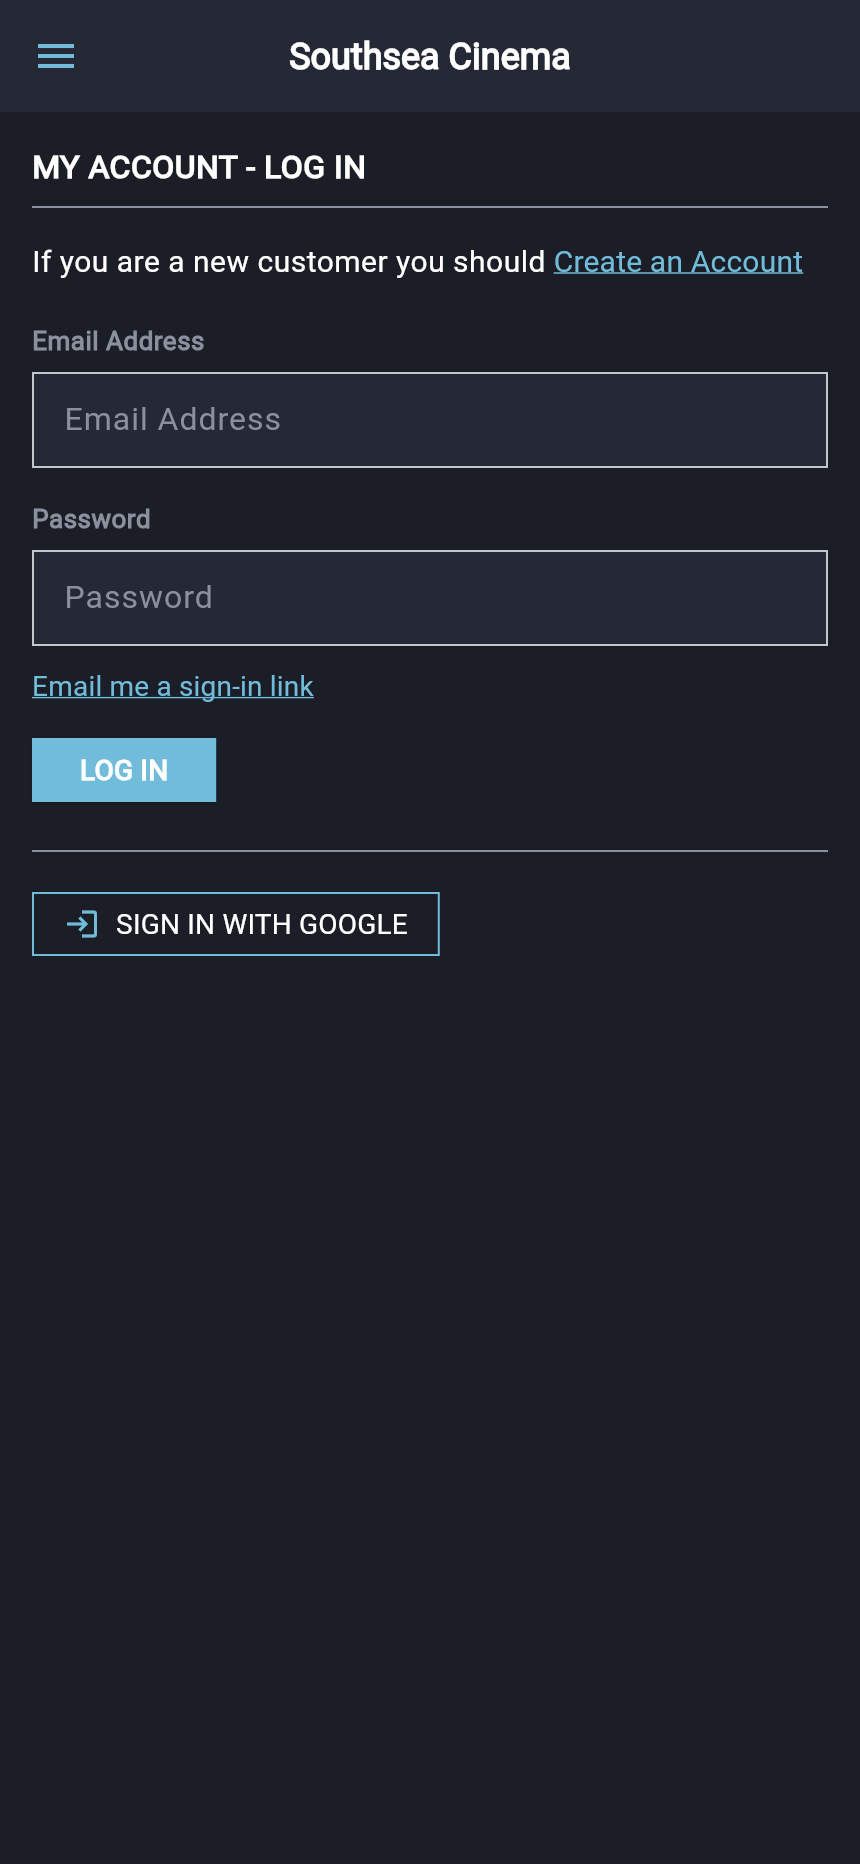 Southsea Cinema
MY ACCOUNT - LOG IN
If you are a new customer you should Create an Account
Email Address
Email Address
Password
Password
Email me a sign-in link
LOG IN
SIGN IN WITH GOOGLE